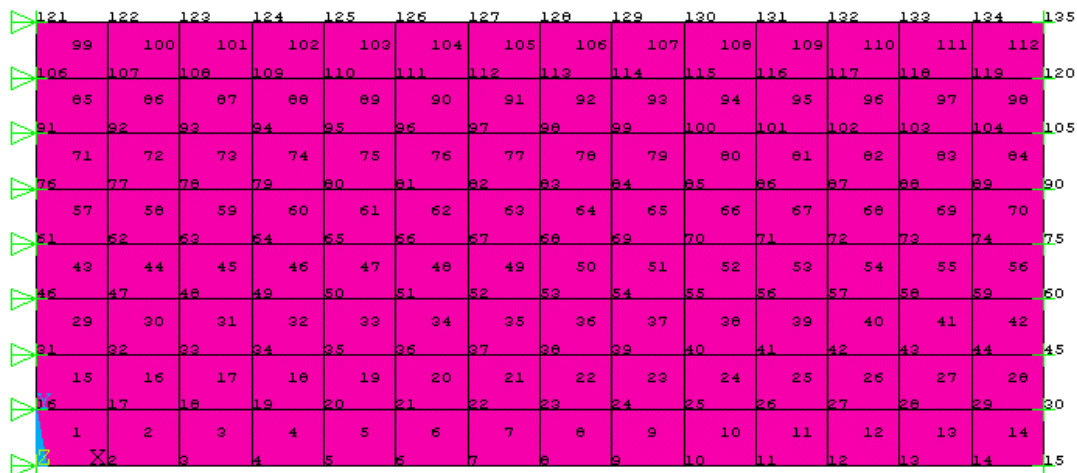 121 122 123 124 125 126 127 128 129 130 131 132 133 134 135
99 100 101 102 103 104 105 106 107 108 109 110 111 112
106 107 108 109 110 111 112 113 114 115 116 117 118 119 120
85 86 87 88 89 90 91 92 93 94 95 96 97 98
91 92 93 94 95 96 97 98 99 100 101 102 103 104 105
71 72 73 74 75 76 77 78 79 80 81 82 83 84
76 77 78 79 80 81 82 83 84 85 86 87 88 89 90
57 58 59 60 61 62 63 64 65 66 67 68 69 70
61 62 63 64 65 66 67 68 69 70 71 72 73 74 75
43 44 45 46 47 48 49 50 51 52 53 54 55 56
46 47 48 49 50 51 52 53 54 55 56 57 58 59 60
29 30 31 32 33 34 35 36 37 38 39 40 41 42
31 32 33 34 35 36 37 38 39 40 41 42 43 44 45
15 16 17 18 19 20 21 22 23 24 25 26 27 28
Y
16 17 18 19 20 21 22 23 24 25 26 27 28 29 30
1 2 3 4 5 6 7 8 9 10 11 12 13 14
Z X 2 3 4 5 6 7 8 9 10 11 12 13 14 15